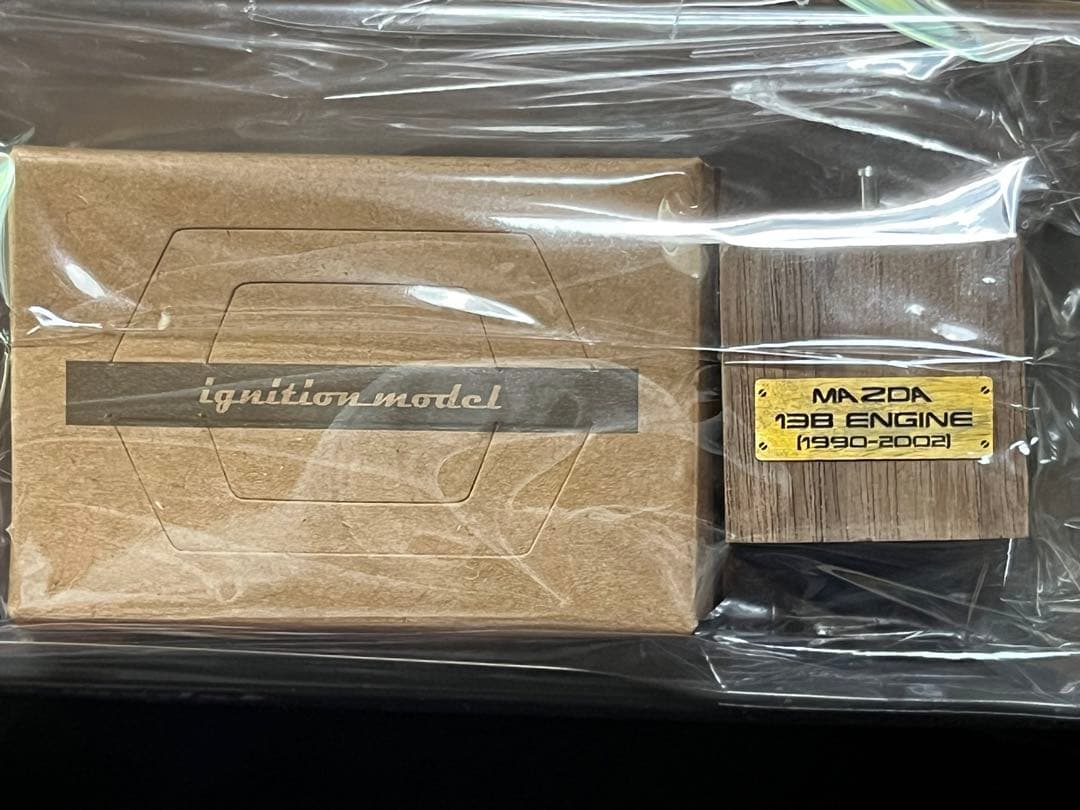 ignition model
MAZDA
13B ENGINE
(1990-2002)